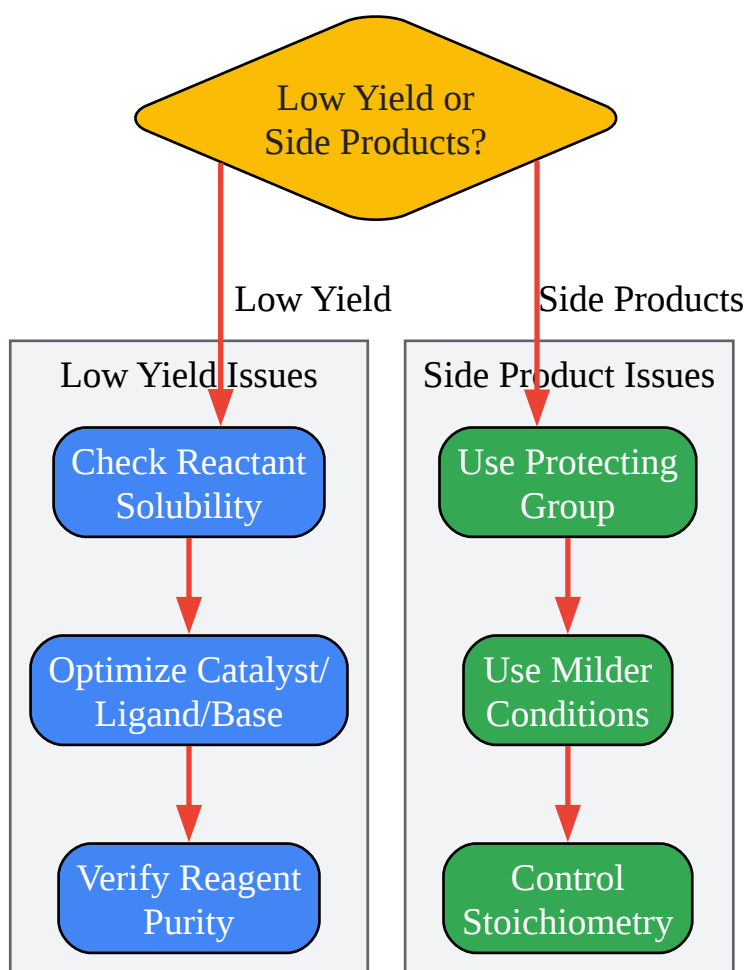 Low Yield or
Side Products?
Low Yield
Side Products
Low Yield Issues
Check Reactant
Solubility
Optimize Catalyst/
Ligand/Base
Verify Reagent
Purity
Side Product Issues
Use Protecting
Group
Use Milder
Conditions
Control
Stoichiometry